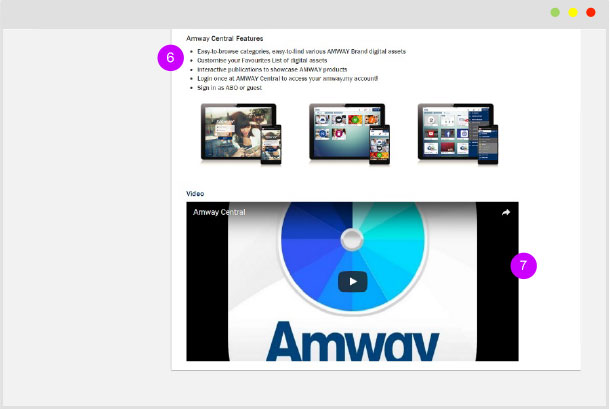 Amway Central Features
6
Easy-to-browse categories, easy-to-find various AMWAY Brand digital assets
Customise your Favourites List of digital assets
Interactive publications to showcase AMWAY products
Login once at AMWAY Central to access your amway.my account!
Sign in as ABO or guest
Video
Amway Central
7
Amway